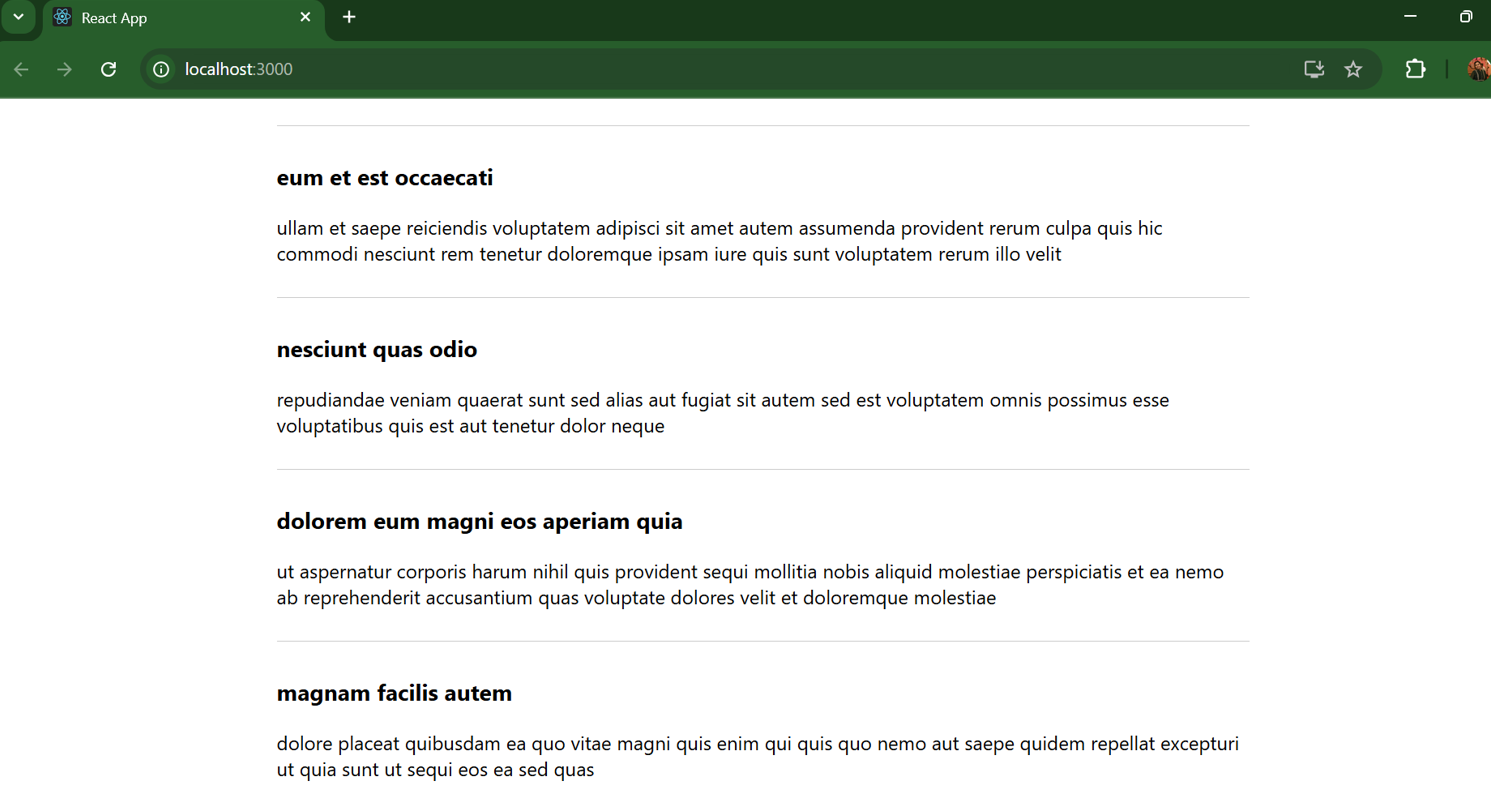 React App
localhost:3000
eum et est occaecati
ullam et saepe reiciendis voluptatem adipisci sit amet autem assumenda provident rerum culpa quis hic
commodi nesciunt rem tenetur doloremque ipsam iure quis sunt voluptatem rerum illo velit
nesciunt quas odio
repudiandae veniam quaerat sunt sed alias aut fugiat sit autem sed est voluptatem omnis possimus esse
voluptatibus quis est aut tenetur dolor neque
dolorem eum magni eos aperiam quia
ut aspernatur corporis harum nihil quis provident sequi mollitia nobis aliquid molestiae perspiciatis et ea nemo
ab reprehenderit accusantium quas voluptate dolores velit et doloremque molestiae
magnam facilis autem
dolore placeat quibusdam ea quo vitae magni quis enim qui quis quo nemo aut saepe quidem repellat excepturi
ut quia sunt ut sequi eos ea sed quas